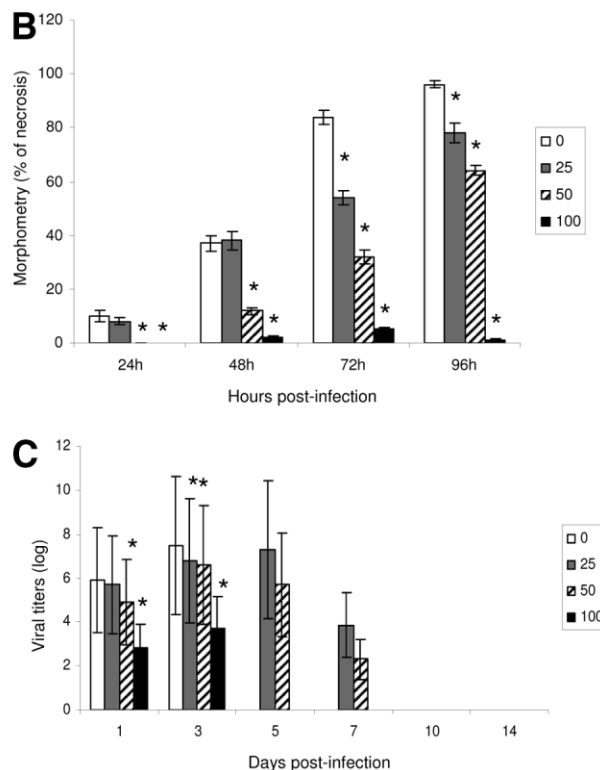 B
Morphometry (% of necrosis)
120
100
80
60
40
20
0
* *
* *
* * *
* * *
24h 48h 72h 96h
Hours post-infection
0
25
50
100
C
Viral titers (log)
12
10
8
6
4
2
0
* *
** *
1 3 5 7 10 14
Days post-infection
0
25
50
100